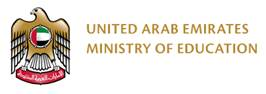 UNITED ARAB EMIRATES
MINISTRY OF EDUCATION